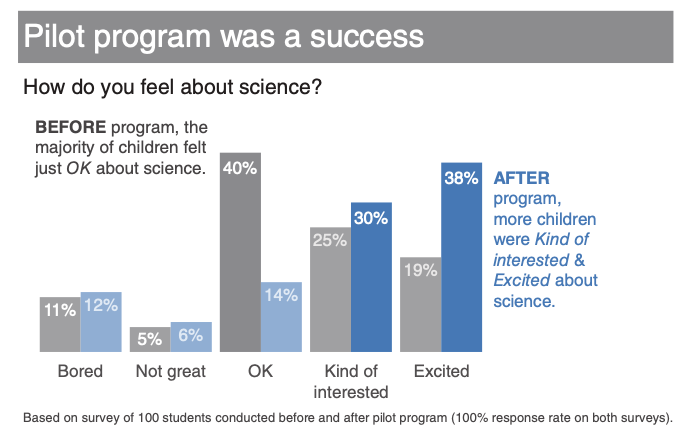 Pilot program was a success
How do you feel about science?
BEFORE program, the
majority of children felt
just OK about science.
40%
38%
AFTER
program,
more children
were Kind of
interested &
Excited about
science.
30%
25%
19%
14%
11%
12%
5%
6%
Bored
Not great
OK
Kind of
interested
Excited
Based on survey of 100 students conducted before and after pilot program (100% response rate on both surveys).